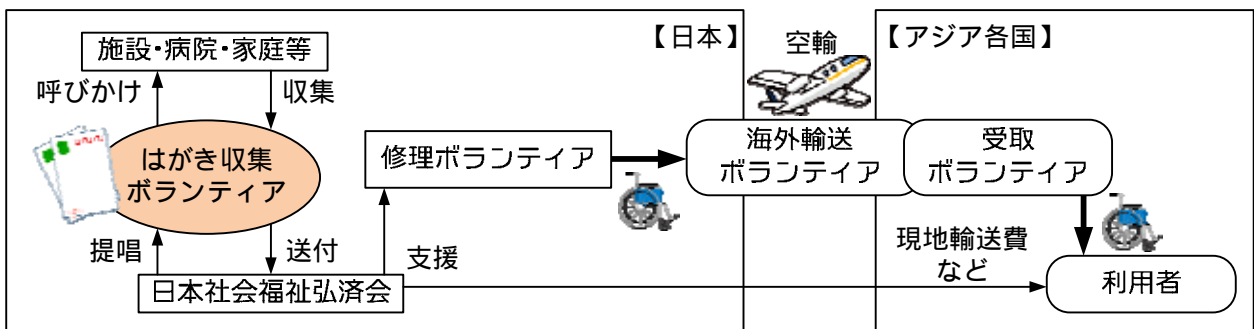 【日本】
【アジア各国】
施設・病院・家庭等
空輸
呼びかけ
収集
はがき収集
ボランティア
修理ボランティア
海外輸送
ボランティア
受取
ボランティア
提唱
送付
支援
現地輸送費
など
日本社会福祉弘済会
利用者